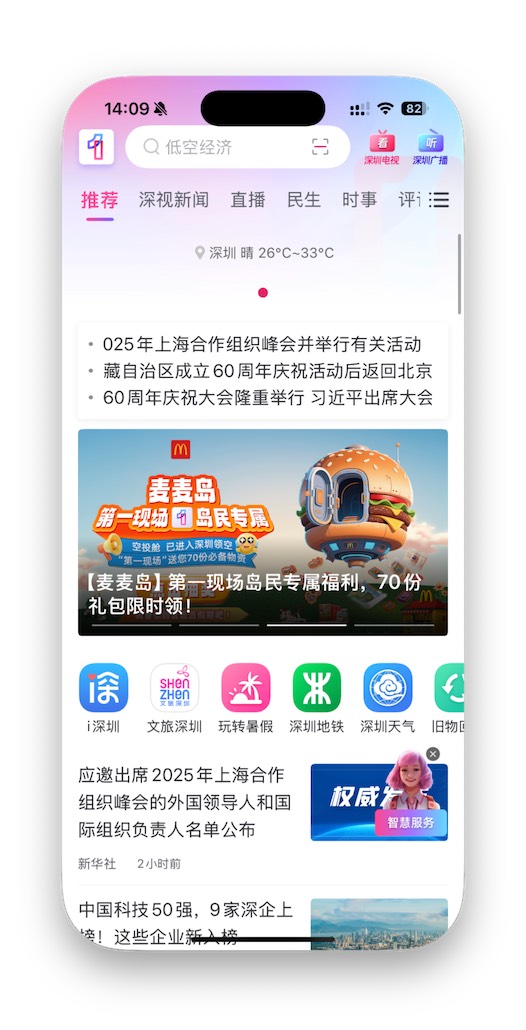 14:09
82
低空经济
看
深圳电视
听
深圳广播
推荐
深视新闻
直播
民生
时事
深圳 晴 26°C~33°C
025年上海合作组织峰会并举行有关活动
藏自治区成立60周年庆祝活动后返回北京
60周年庆祝大会隆重举行 习近平出席大会
麦麦岛
第一现场 岛民专属
空投舱 已进入深圳领空
“第一现场”送您70份必备物资
【麦麦岛】第一现场岛民专属福利，70份
礼包限时领！
i深
SHEN
ZHEN
文旅深圳
i深圳
文旅深圳
玩转暑假
深圳地铁
深圳天气
旧物
应邀出席2025年上海合作
组织峰会的外国领导人和国
际组织负责人名单公布
新华社
2小时前
权威
智慧服务
中国科技50强，9家深企上
榜！这些企业新入榜